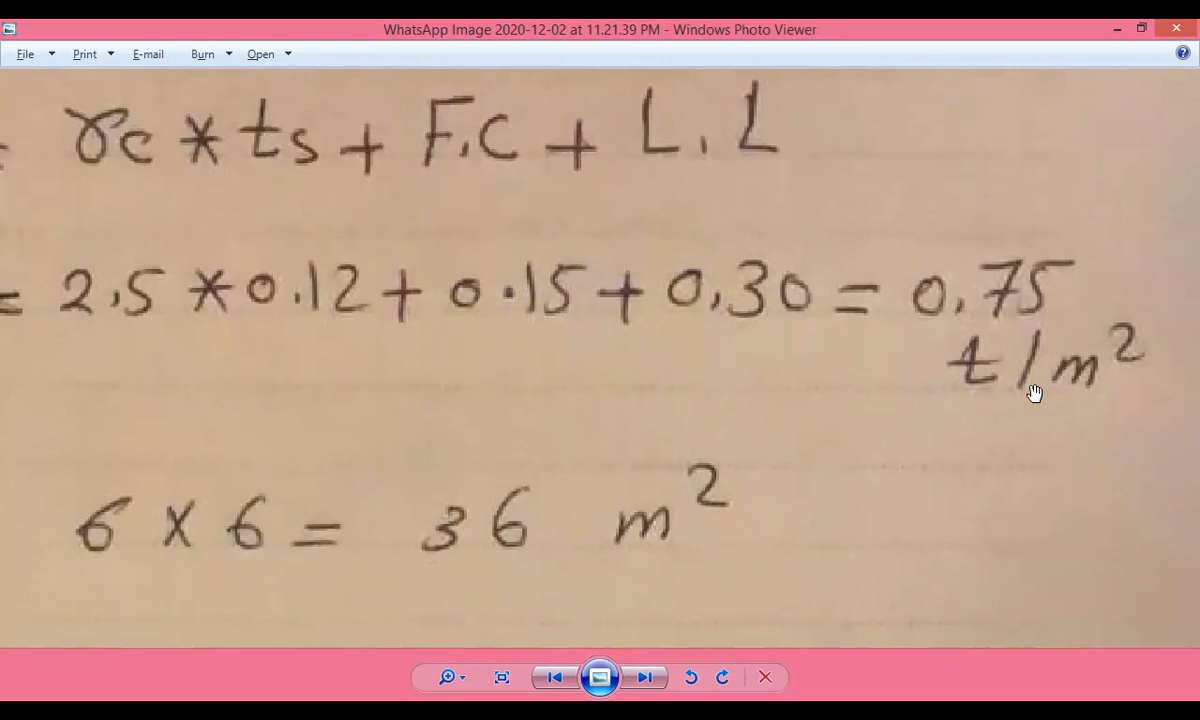 WhatsApp Image 2020-12-02 at 11.21.39 PM - Windows Photo Viewer
File Print E-mail Burn Open
= γc * ts + F.C + L.L
= 2.5 * 0.12 + 0.15 + 0.30 = 0.75
t/m²
6 × 6 = 36 m²